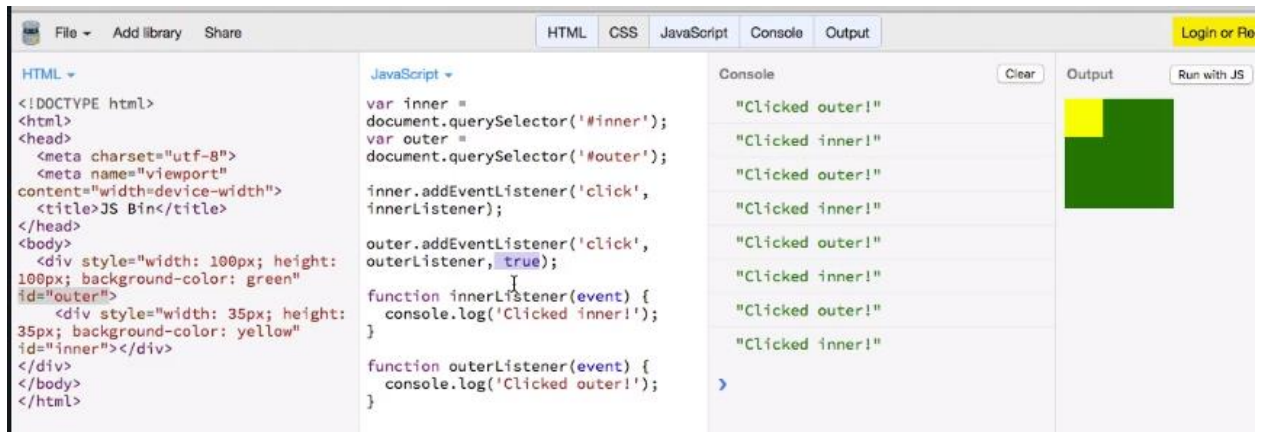 File Add library Share HTML CSS JavaScript Console Output Login or Re
HTML
<!DOCTYPE html>
<html>
<head>
<meta charset="utf-8">
<meta name="viewport"
content="width=device-width">
<title>JS Bin</title>
</head>
<body>
<div style="width: 100px; height:
100px; background-color: green"
id="outer">
<div style="width: 35px; height:
35px; background-color: yellow"
id="inner"></div>
</div>
</body>
</html>
JavaScript
var inner =
document.querySelector('#inner');
var outer =
document.querySelector('#outer');
inner.addEventListener('click',
innerListener);
outer.addEventListener('click',
outerListener, true);
function innerListener(event) {
console.log('Clicked inner!');
}
function outerListener(event) {
console.log('Clicked outer!');
}
Console Clear
"Clicked outer!"
"Clicked inner!"
"Clicked outer!"
"Clicked inner!"
"Clicked outer!"
"Clicked inner!"
"Clicked outer!"
"Clicked inner!"
Output Run with JS